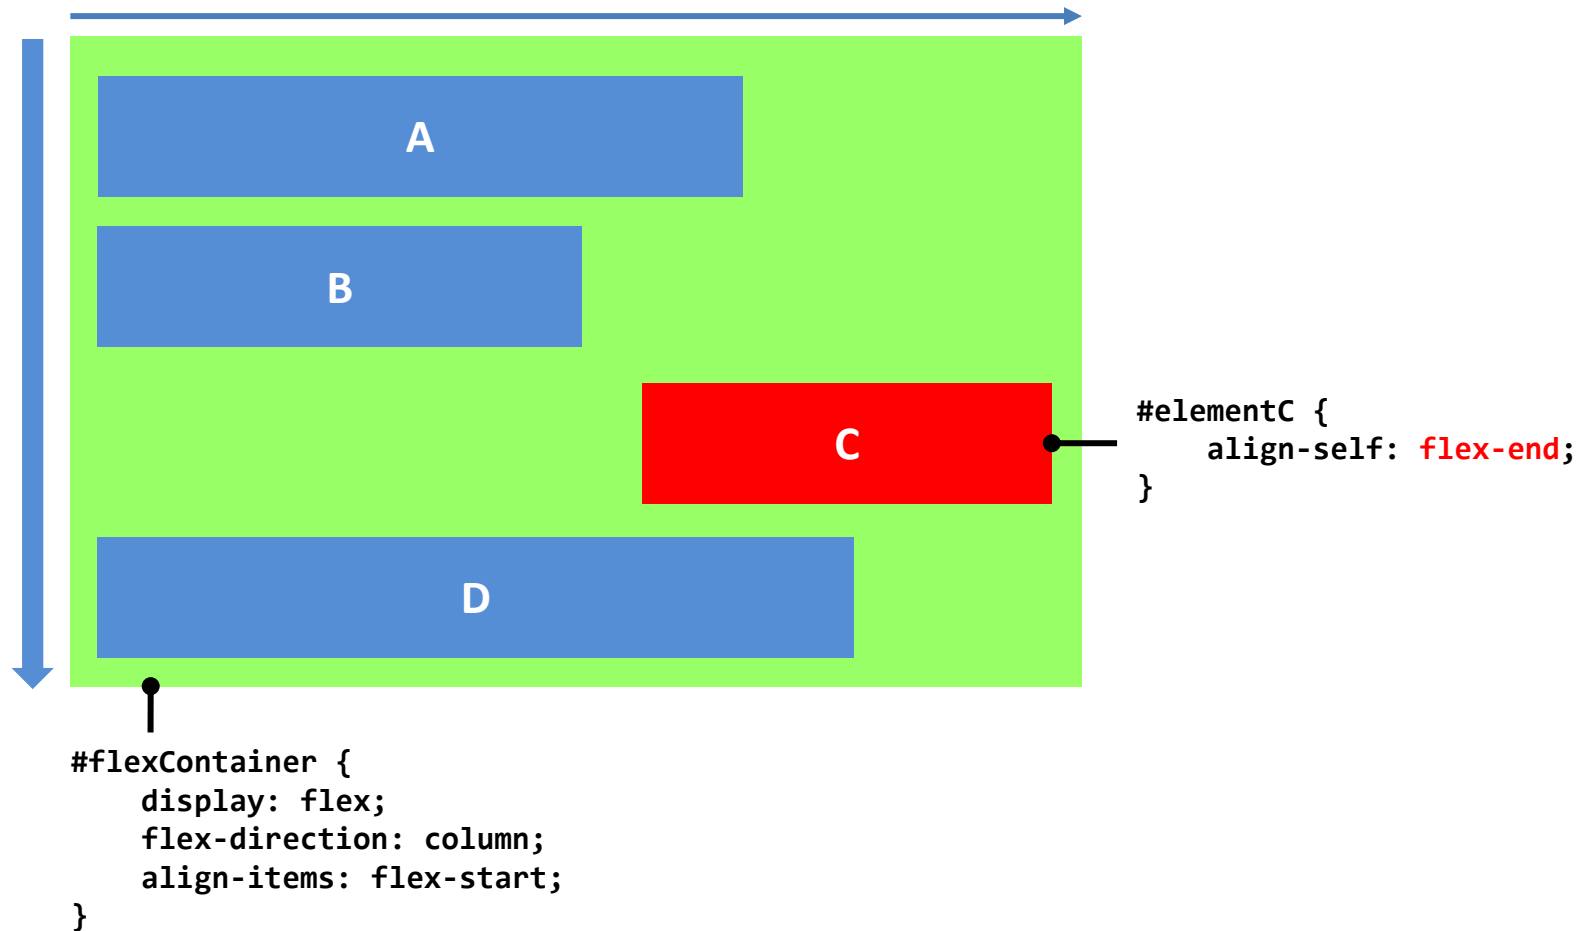 A
B
C
D
#elementC {
    align-self: flex-end;
}
#flexContainer {
    display: flex;
    flex-direction: column;
    align-items: flex-start;
}